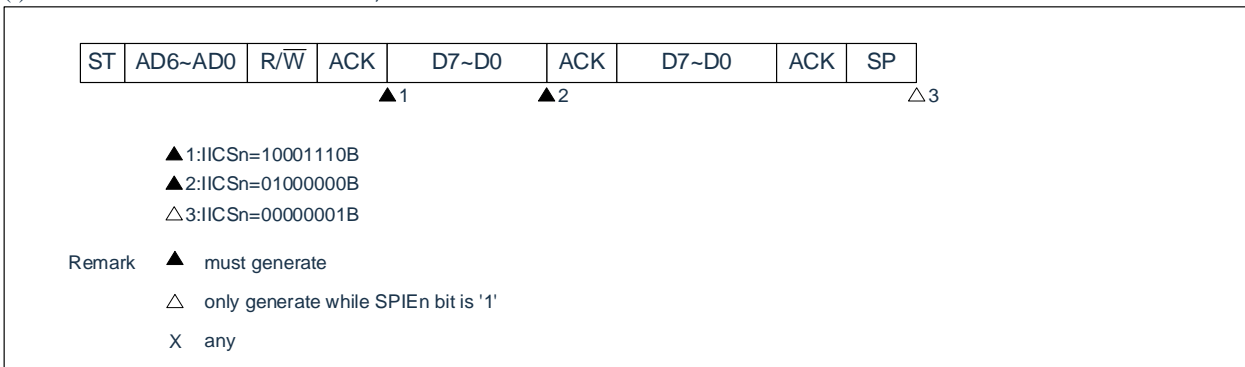 ST AD6~AD0 R/W̅ ACK D7~D0 ACK D7~D0 ACK SP
▲1 ▲2 △3
▲1:IICSn=10001110B
▲2:IICSn=01000000B
△3:IICSn=00000001B
Remark ▲ must generate
△ only generate while SPIEn bit is '1'
X any